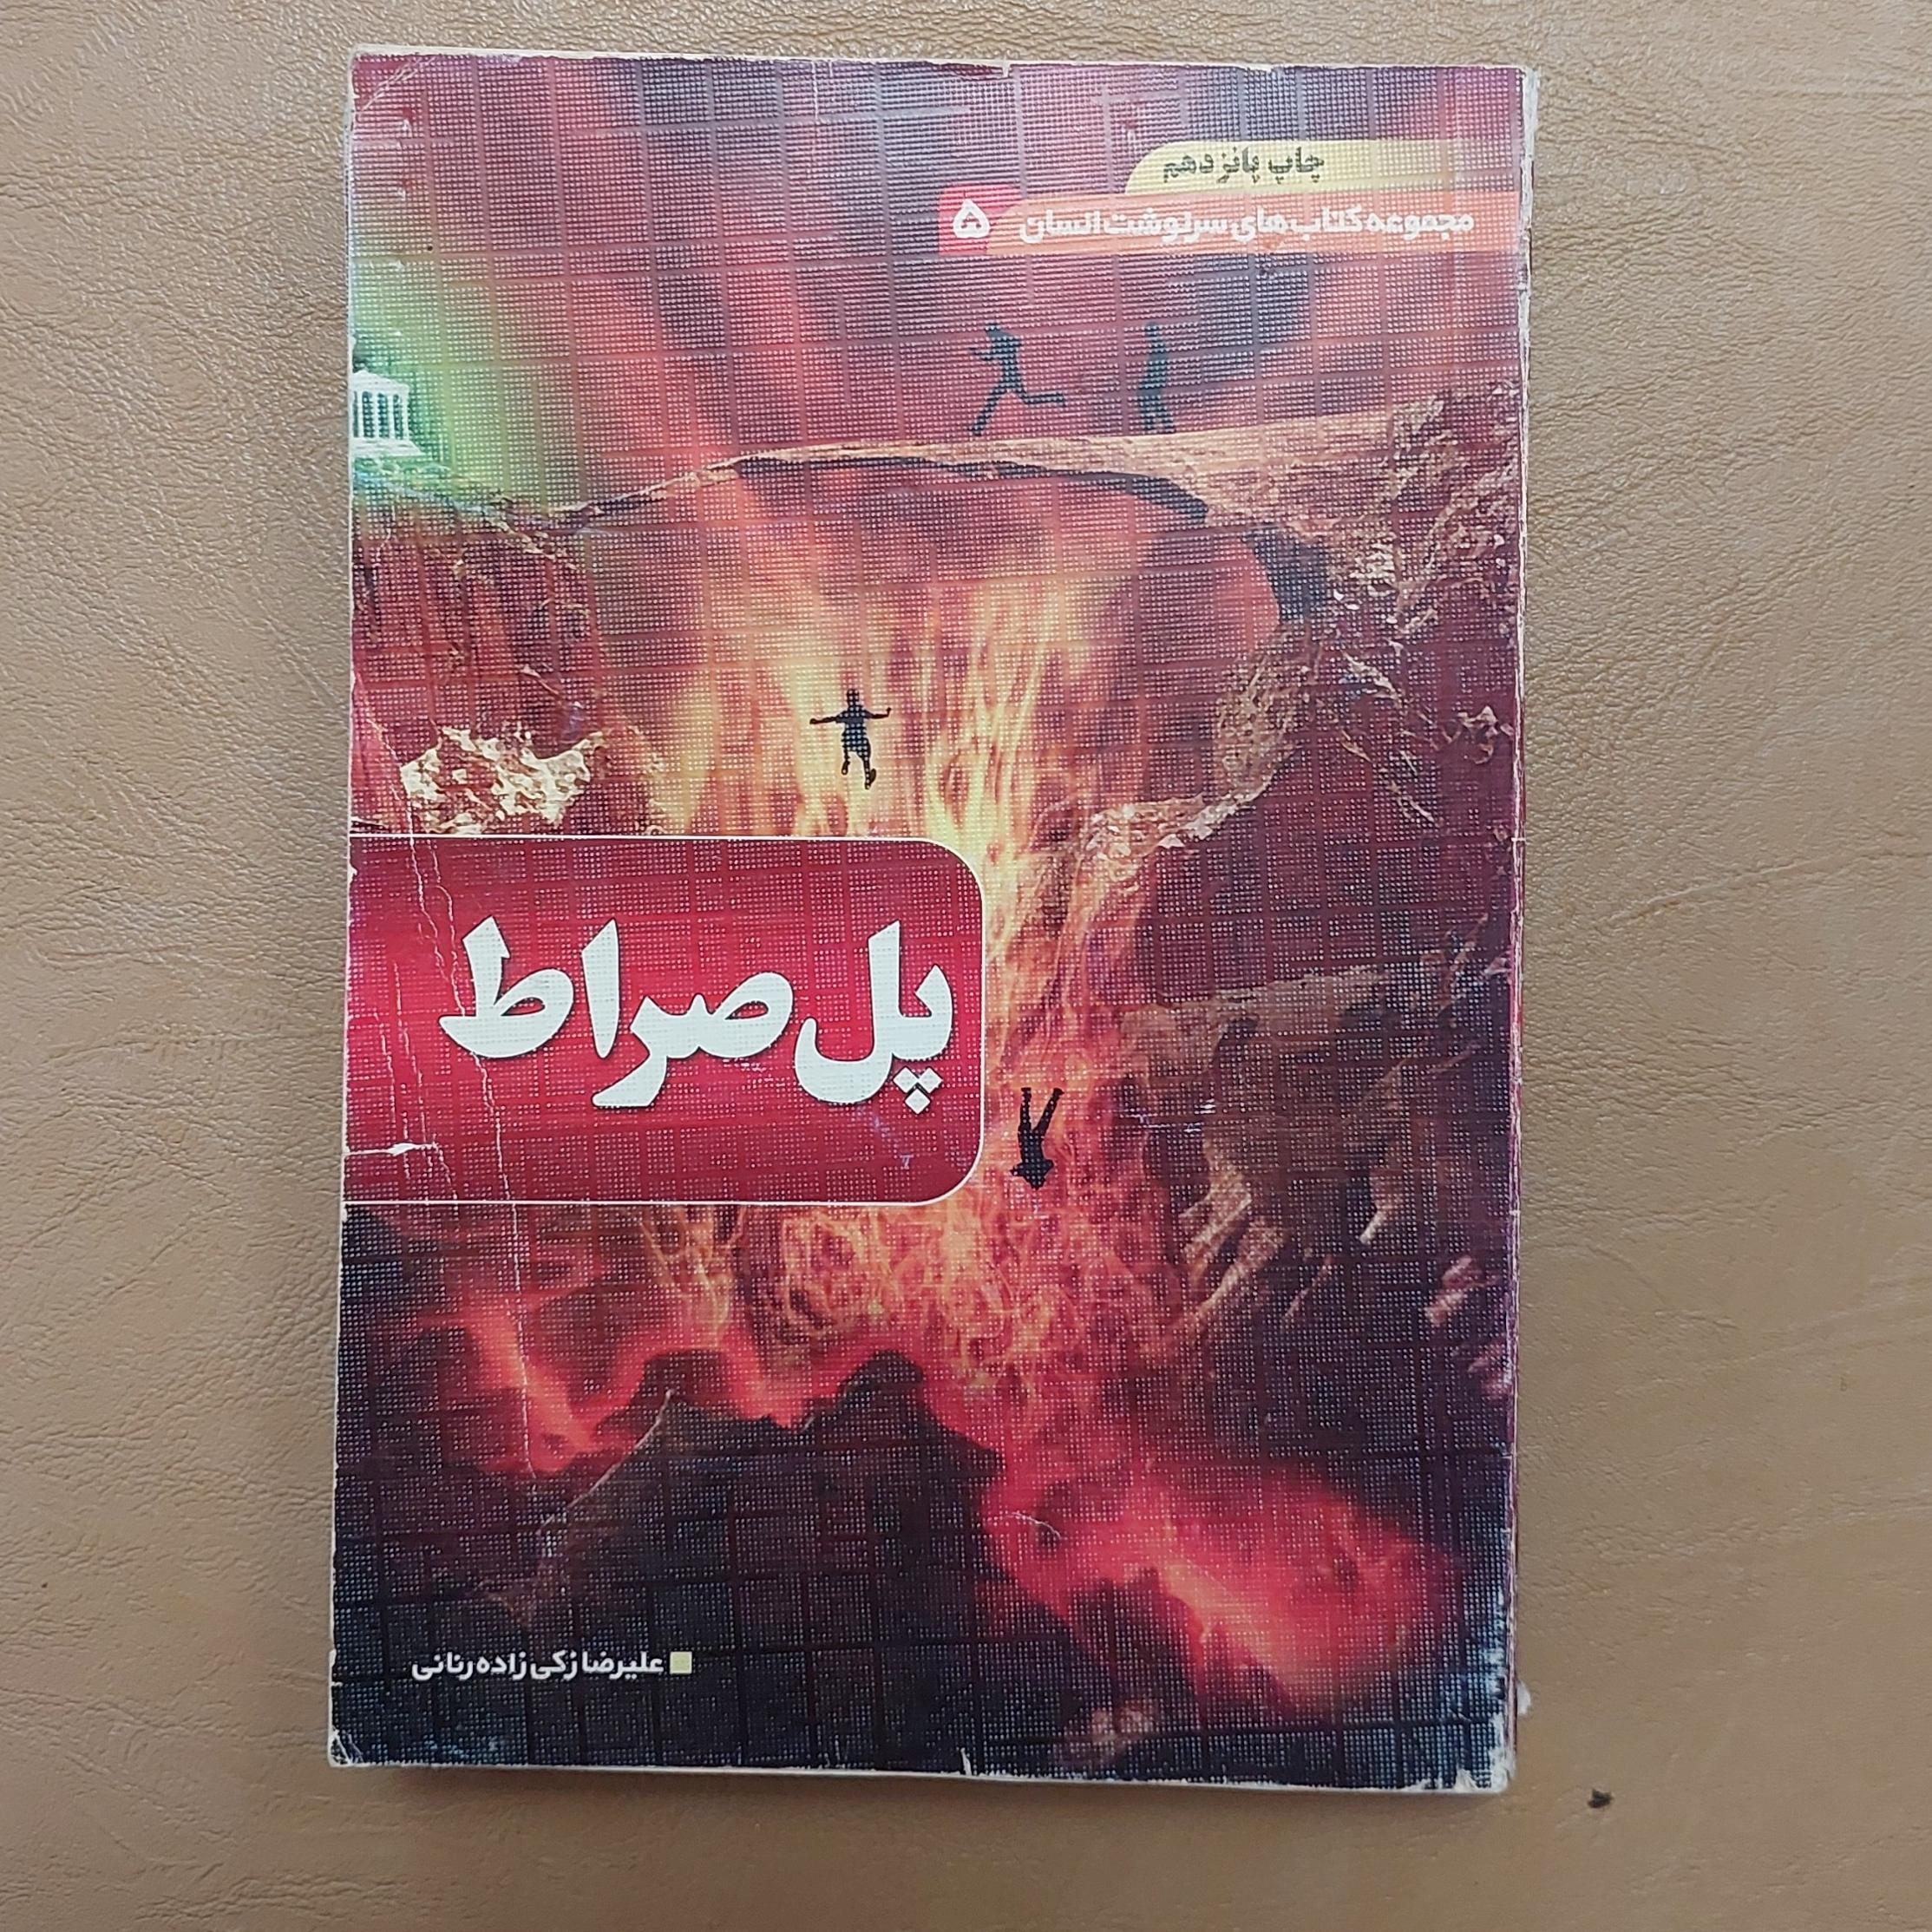 چاپ پانزدهم
مجموعه کتاب‌های سرنوشت انسان ۵
پل صراط
علیرضا زکی زاده رنانی